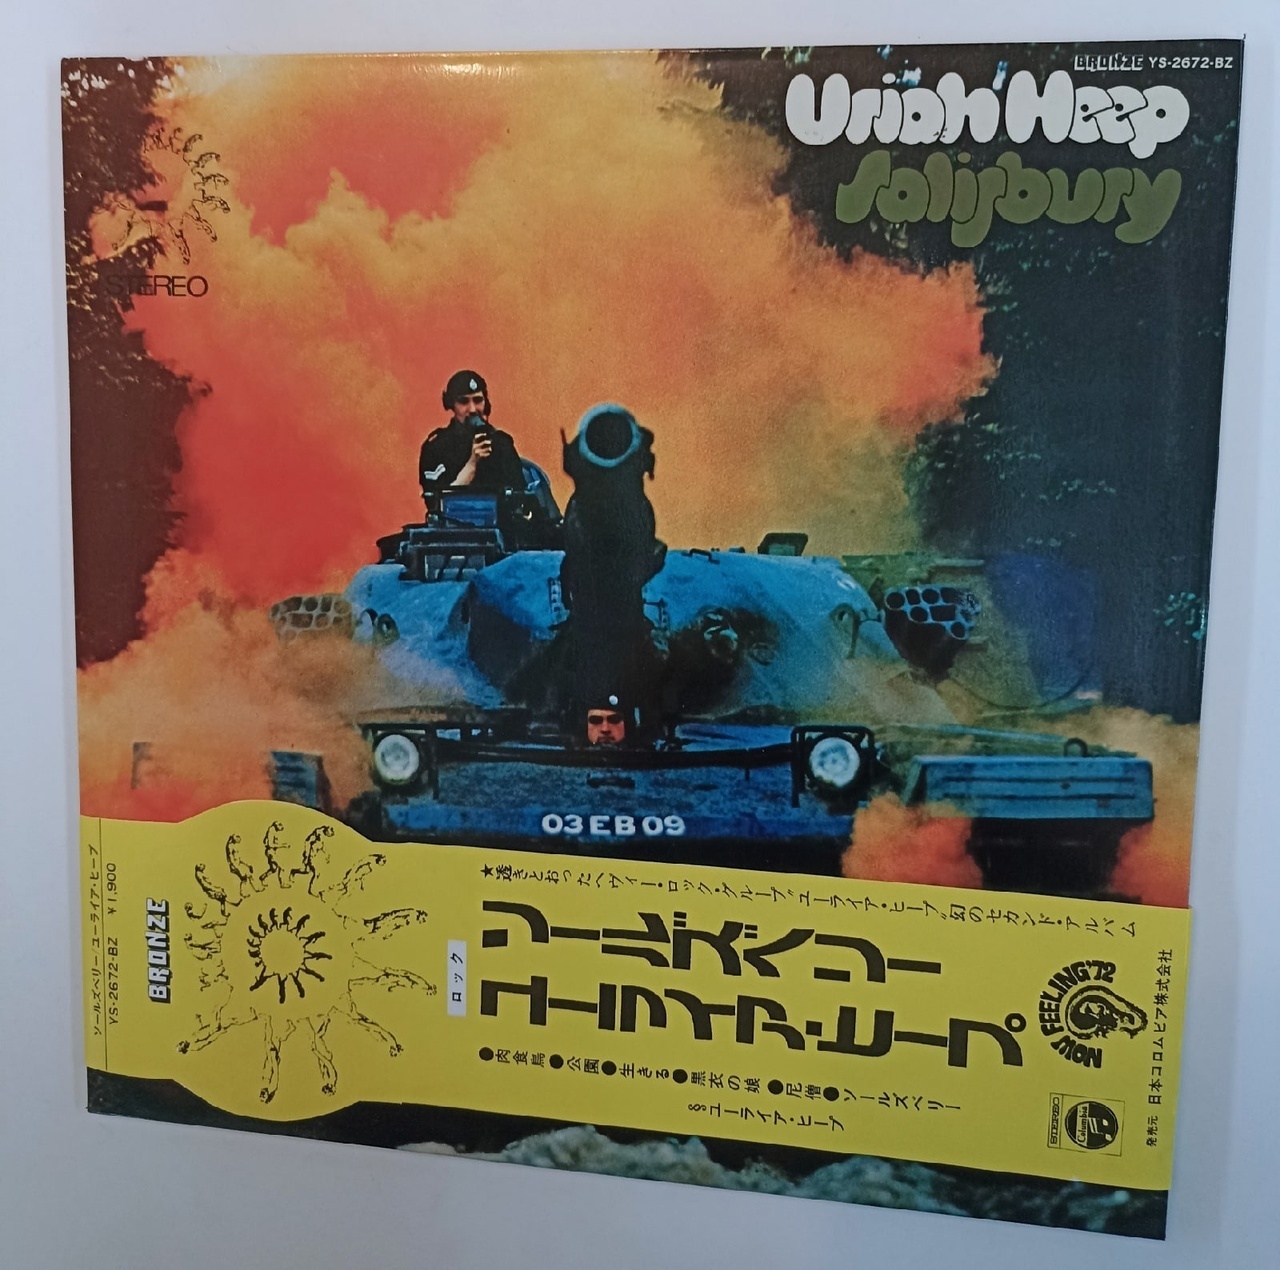 BRONZE YS-2672-BZ
Uriah Heep
Salisbury
STEREO
03 EB 09
ソールズベリー/ユーライア・ヒープ
YS-2672-BZ ¥1,900
BRONZE
ロック
★透きとおったヘヴィー・ロック・グループ"ユーライア・ヒープ"幻のセカンド・アルバム
ソールズベリー
ユーライア・ヒープ。
●肉食鳥●公園●生きる●黒衣の娘●尼僧●ソールズベリー
ユーライア・ヒープ
NOW FEELING '73
STEREO
Columbia
発売元 日本コロムビア株式会社